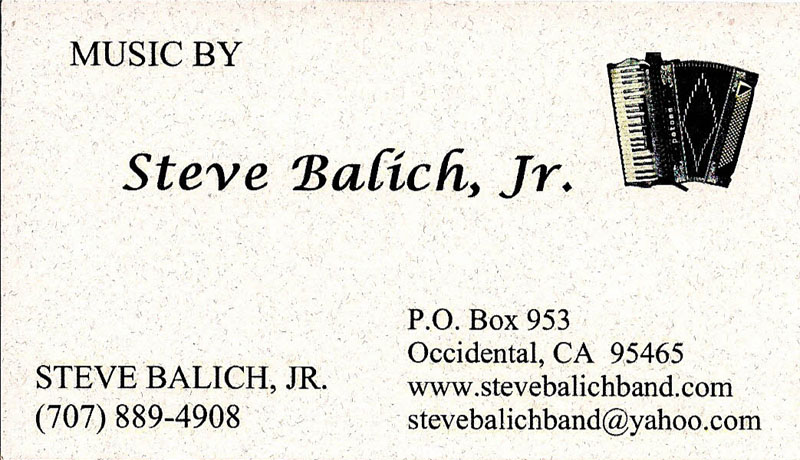 MUSIC BY
Steve Balich, Jr.
STEVE BALICH, JR.
(707) 889-4908
P.O. Box 953
Occidental, CA 95465
www.stevebalichband.com
stevebalichband@yahoo.com